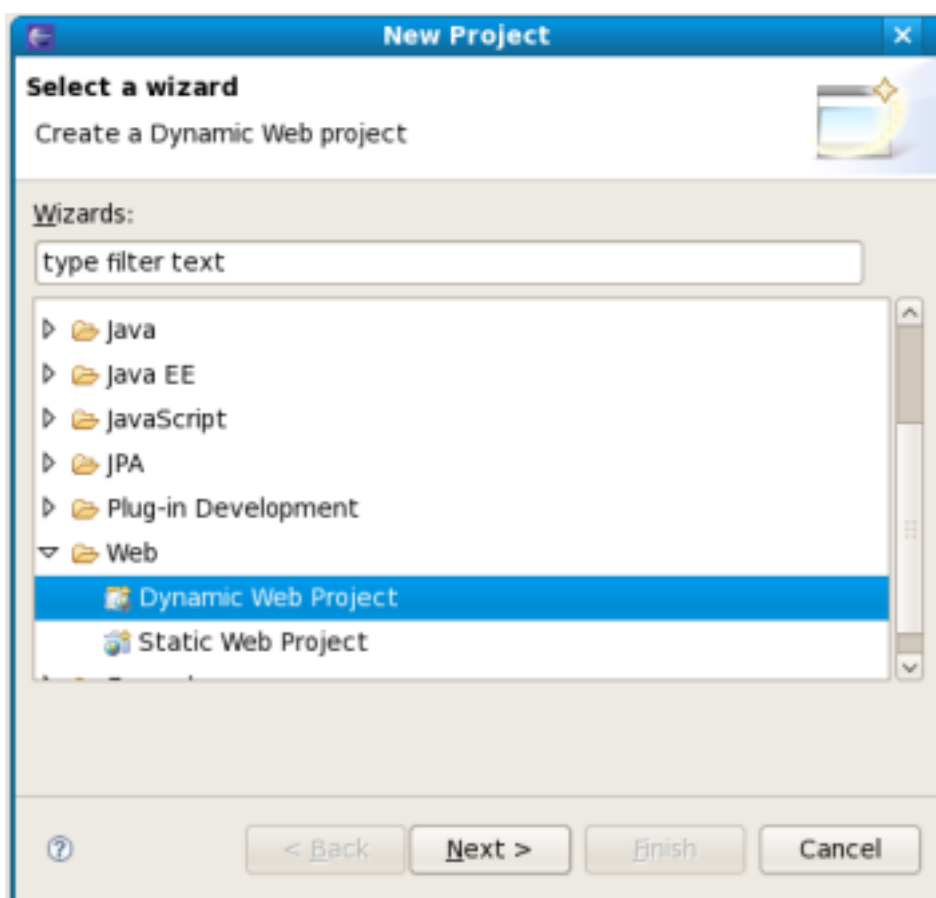 New Project
Select a wizard
Create a Dynamic Web project
Wizards:
type filter text
Java
Java EE
JavaScript
JPA
Plug-in Development
Web
Dynamic Web Project
Static Web Project
< Back Next > Finish Cancel